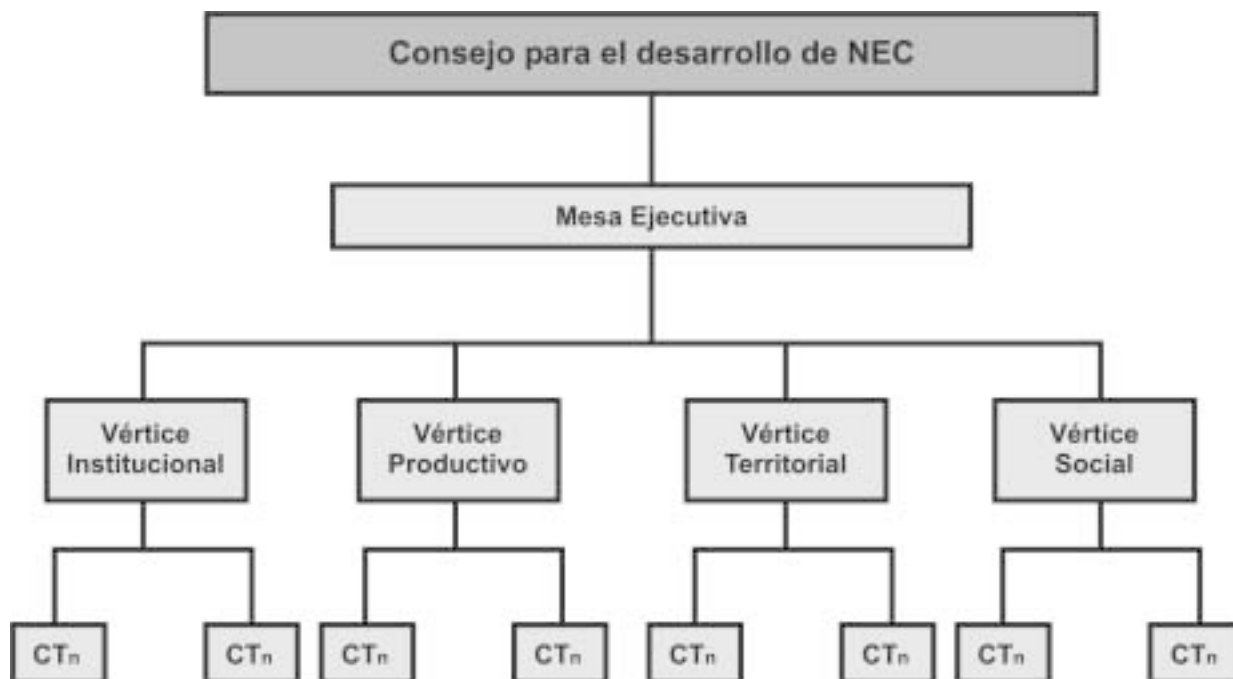 Consejo para el desarrollo de NEC
Mesa Ejecutiva
Vértice
Institucional
Vértice
Productivo
Vértice
Territorial
Vértice
Social
CTn
CTn
CTn
CTn
CTn
CTn
CTn
CTn